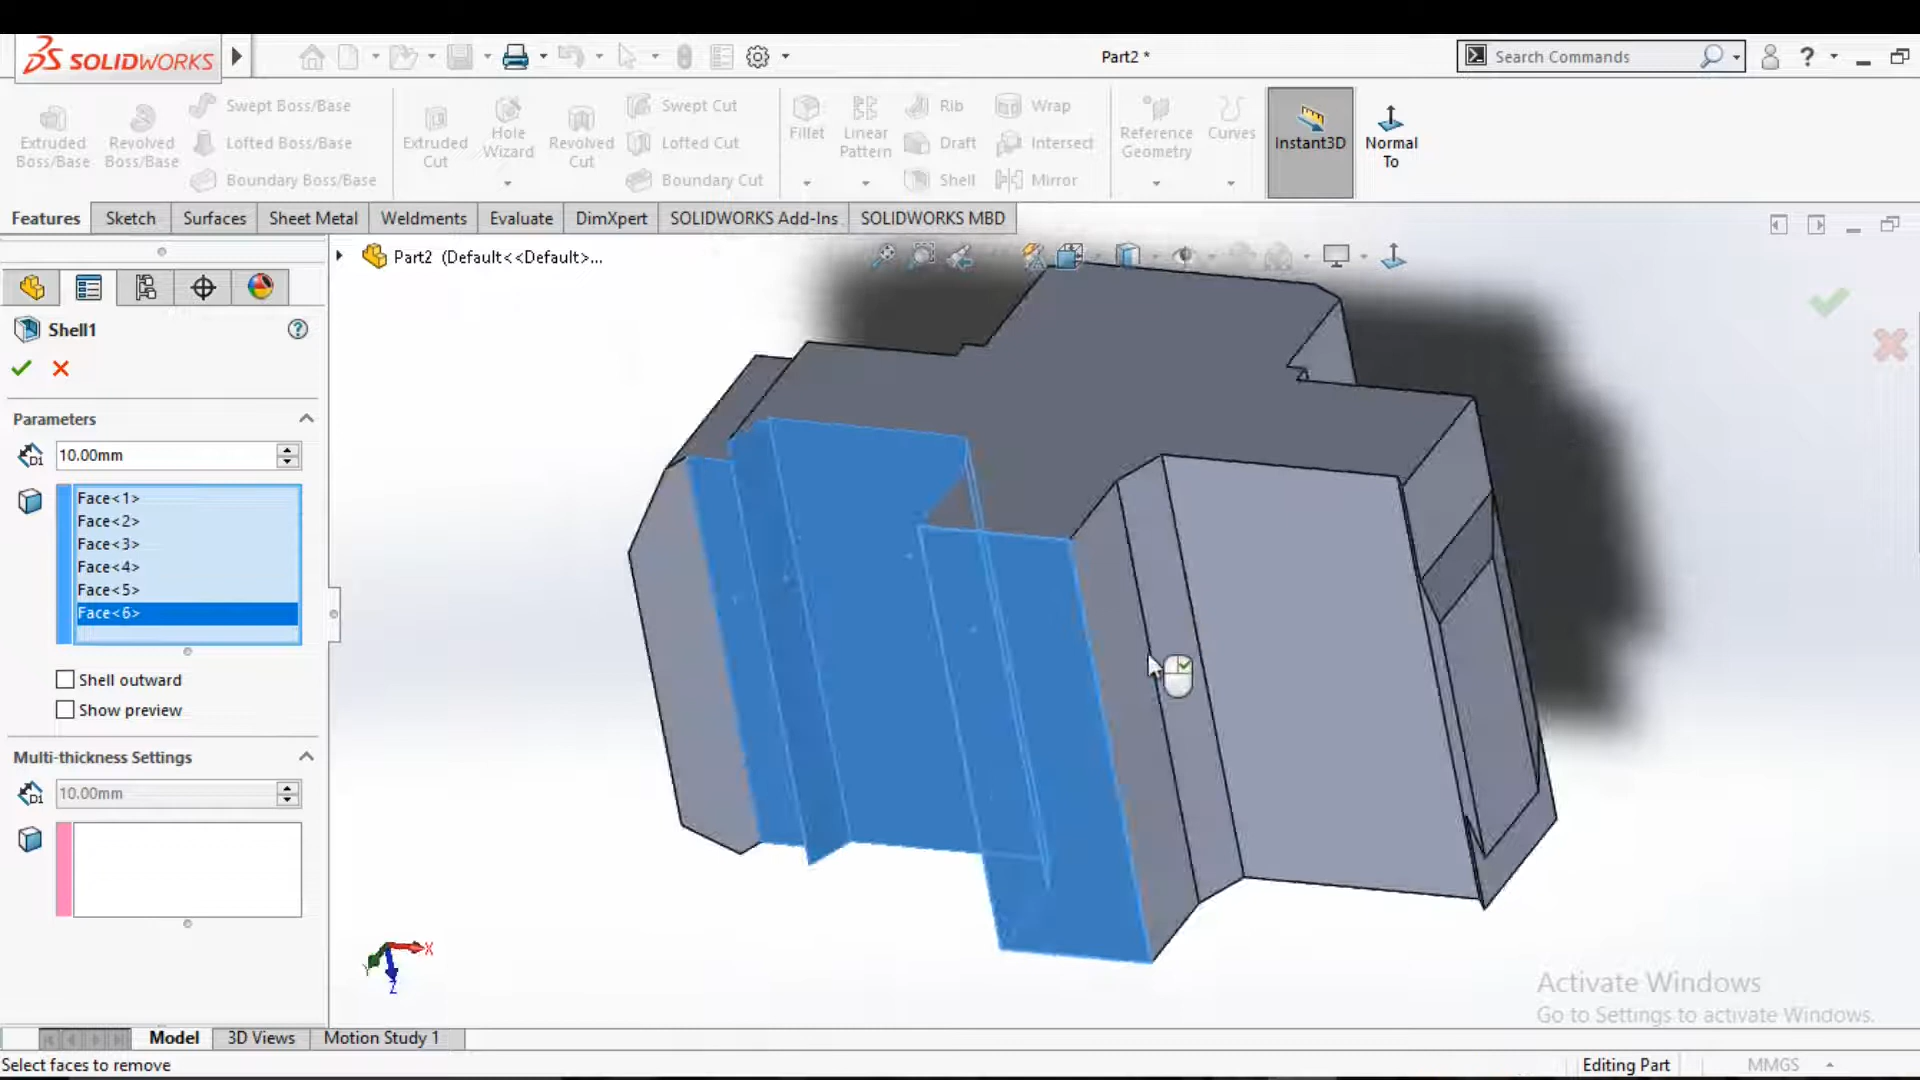 SOLIDWORKS
Part2 *
Search Commands
?
Extruded Boss/Base
Revolved Boss/Base
Swept Boss/Base
Lofted Boss/Base
Boundary Boss/Base
Extruded Cut
Hole Wizard
Revolved Cut
Swept Cut
Lofted Cut
Boundary Cut
Fillet
Linear Pattern
Rib
Draft
Shell
Wrap
Intersect
Mirror
Reference Geometry
Curves
Instant3D
Normal To
Features
Sketch
Surfaces
Sheet Metal
Weldments
Evaluate
DimXpert
SOLIDWORKS Add-Ins
SOLIDWORKS MBD
Part2 (Default<<Default>...
Shell1
?
Parameters
D1
10.00mm
Face<1>
Face<2>
Face<3>
Face<4>
Face<5>
Face<6>
Shell outward
Show preview
Multi-thickness Settings
D1
10.00mm
X
Y
Z
Activate Windows
Go to Settings to activate Windows.
Model
3D Views
Motion Study 1
Select faces to remove
Editing Part
MMGS